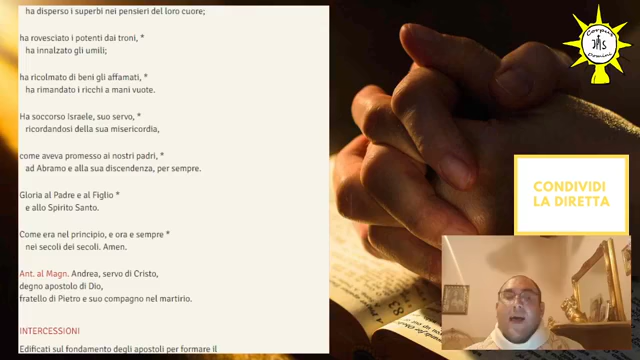 ha disperso i superbi nei pensieri del loro cuore;
ha rovesciato i potenti dai troni, *
ha innalzato gli umili;
ha ricolmato di beni gli affamati, *
ha rimandato i ricchi a mani vuote.
Ha soccorso Israele, suo servo, *
ricordandosi della sua misericordia,
come aveva promesso ai nostri padri, *
ad Abramo e alla sua discendenza, per sempre.
Gloria al Padre e al Figlio *
e allo Spirito Santo.
Come era nel principio, e ora e sempre *
nei secoli dei secoli. Amen.
Ant. al Magn. Andrea, servo di Cristo,
degno apostolo di Dio,
fratello di Pietro e suo compagno nel martirio.
INTERCESSIONI
Edificati sul fondamento degli apostoli per formare il
Corpus
JHS
Domini
CONDIVIDI
LA DIRETTA
83